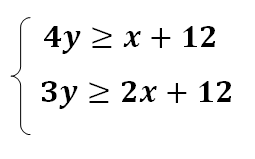 4y ≥ x + 12
3y ≥ 2x + 12